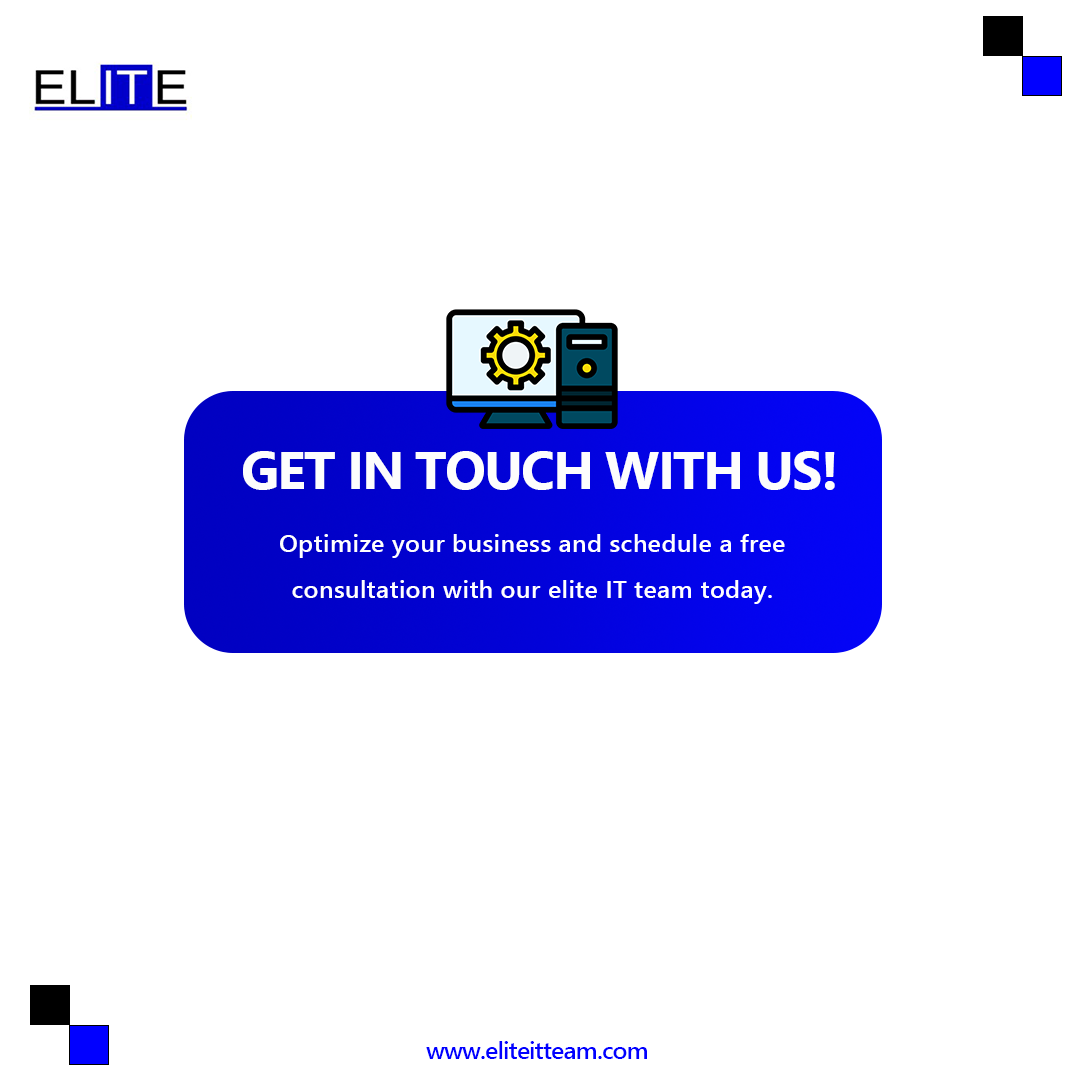 ELITE
GET IN TOUCH WITH US!
Optimize your business and schedule a free
consultation with our elite IT team today.
www.eliteitteam.com